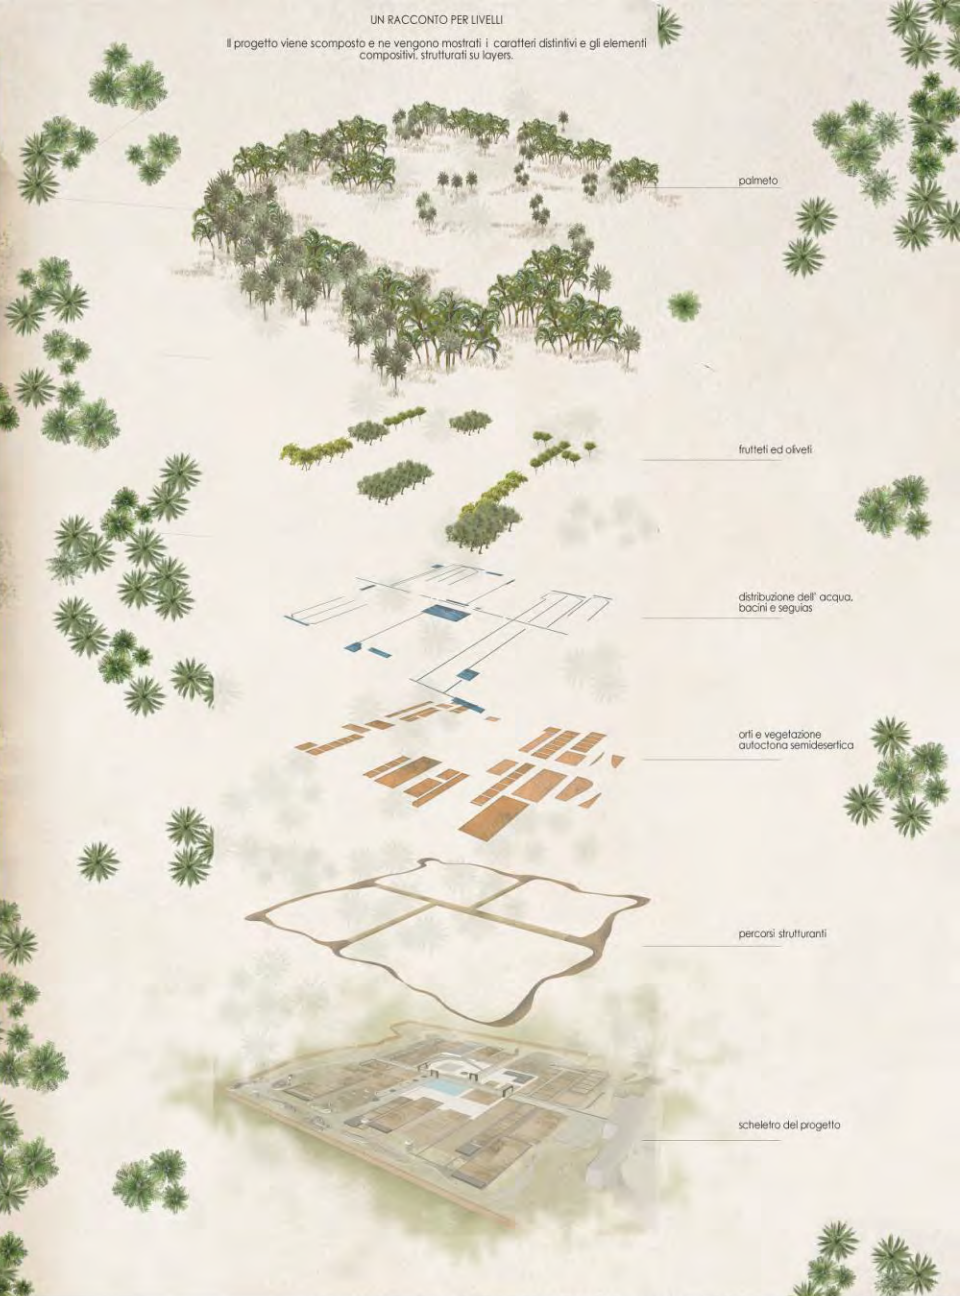 UN RACCONTO PER LIVELLI
Il progetto viene scomposto e ne vengono mostrati i caratteri distintivi e gli elementi
compositivi. strutturati su layers.
palmeto
frutteti ed oliveti
distribuzione dell' acqua,
bacini e seguias
orti e vegetazione
autoctona semidesertica
percorsi strutturanti
scheletro del progetto